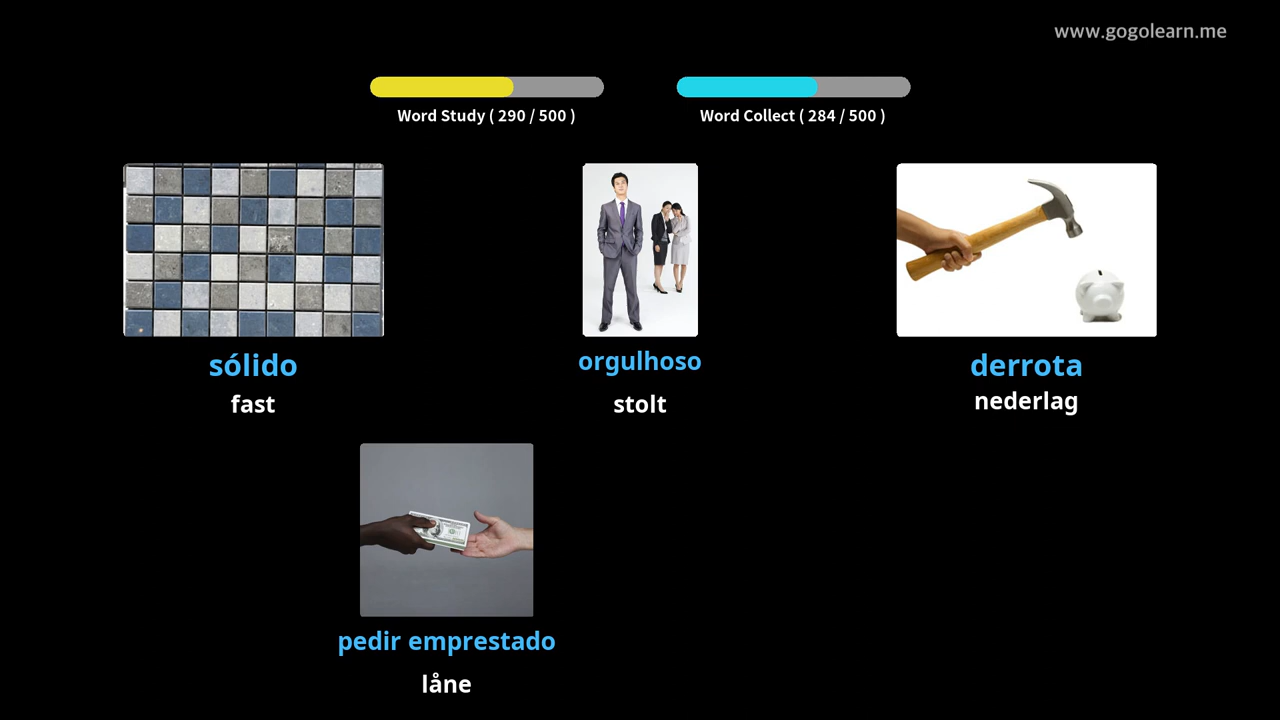 www.gogolearn.me
Word Study ( 290 / 500 )
Word Collect ( 284 / 500 )
sólido
fast
orgulhoso
stolt
derrota
nederlag
pedir emprestado
låne